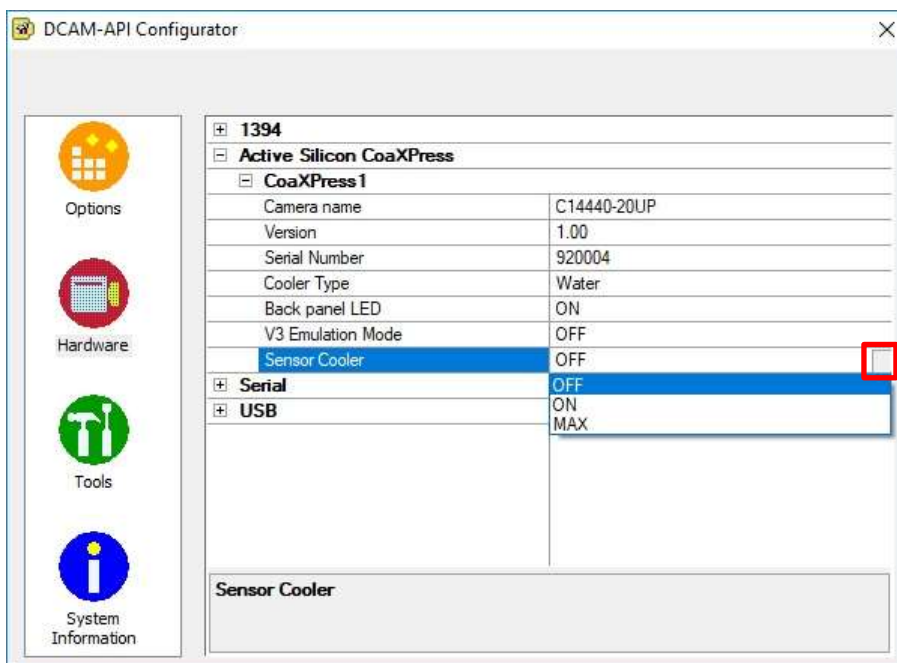 DCAM-API Configurator
Options
Hardware
Tools
System
Information
1394
Active Silicon CoaXPress
CoaXPress1
Camera name C14440-20UP
Version 1.00
Serial Number 920004
Cooler Type Water
Back panel LED ON
V3 Emulation Mode OFF
Sensor Cooler OFF
Serial
USB
OFF
ON
MAX
Sensor Cooler